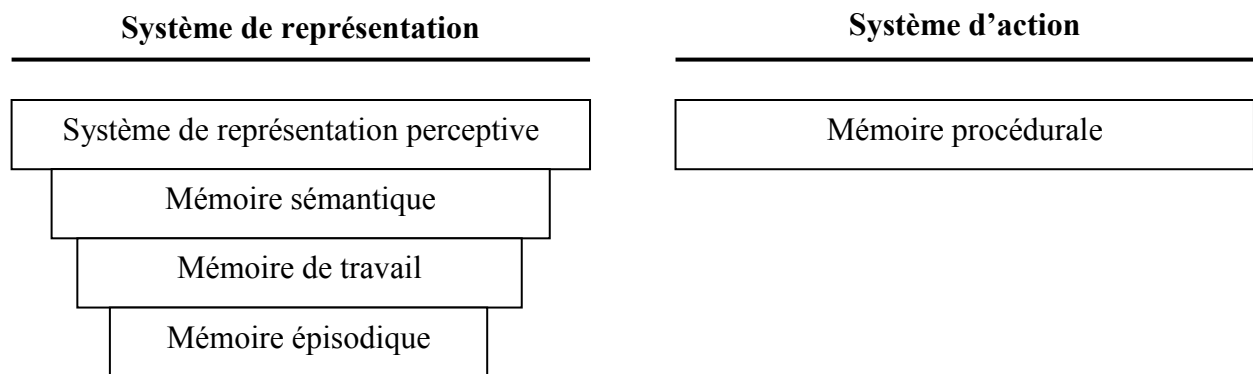 Système de représentation
Système d’action
Système de représentation perceptive
Mémoire procédurale
Mémoire sémantique
Mémoire de travail
Mémoire épisodique